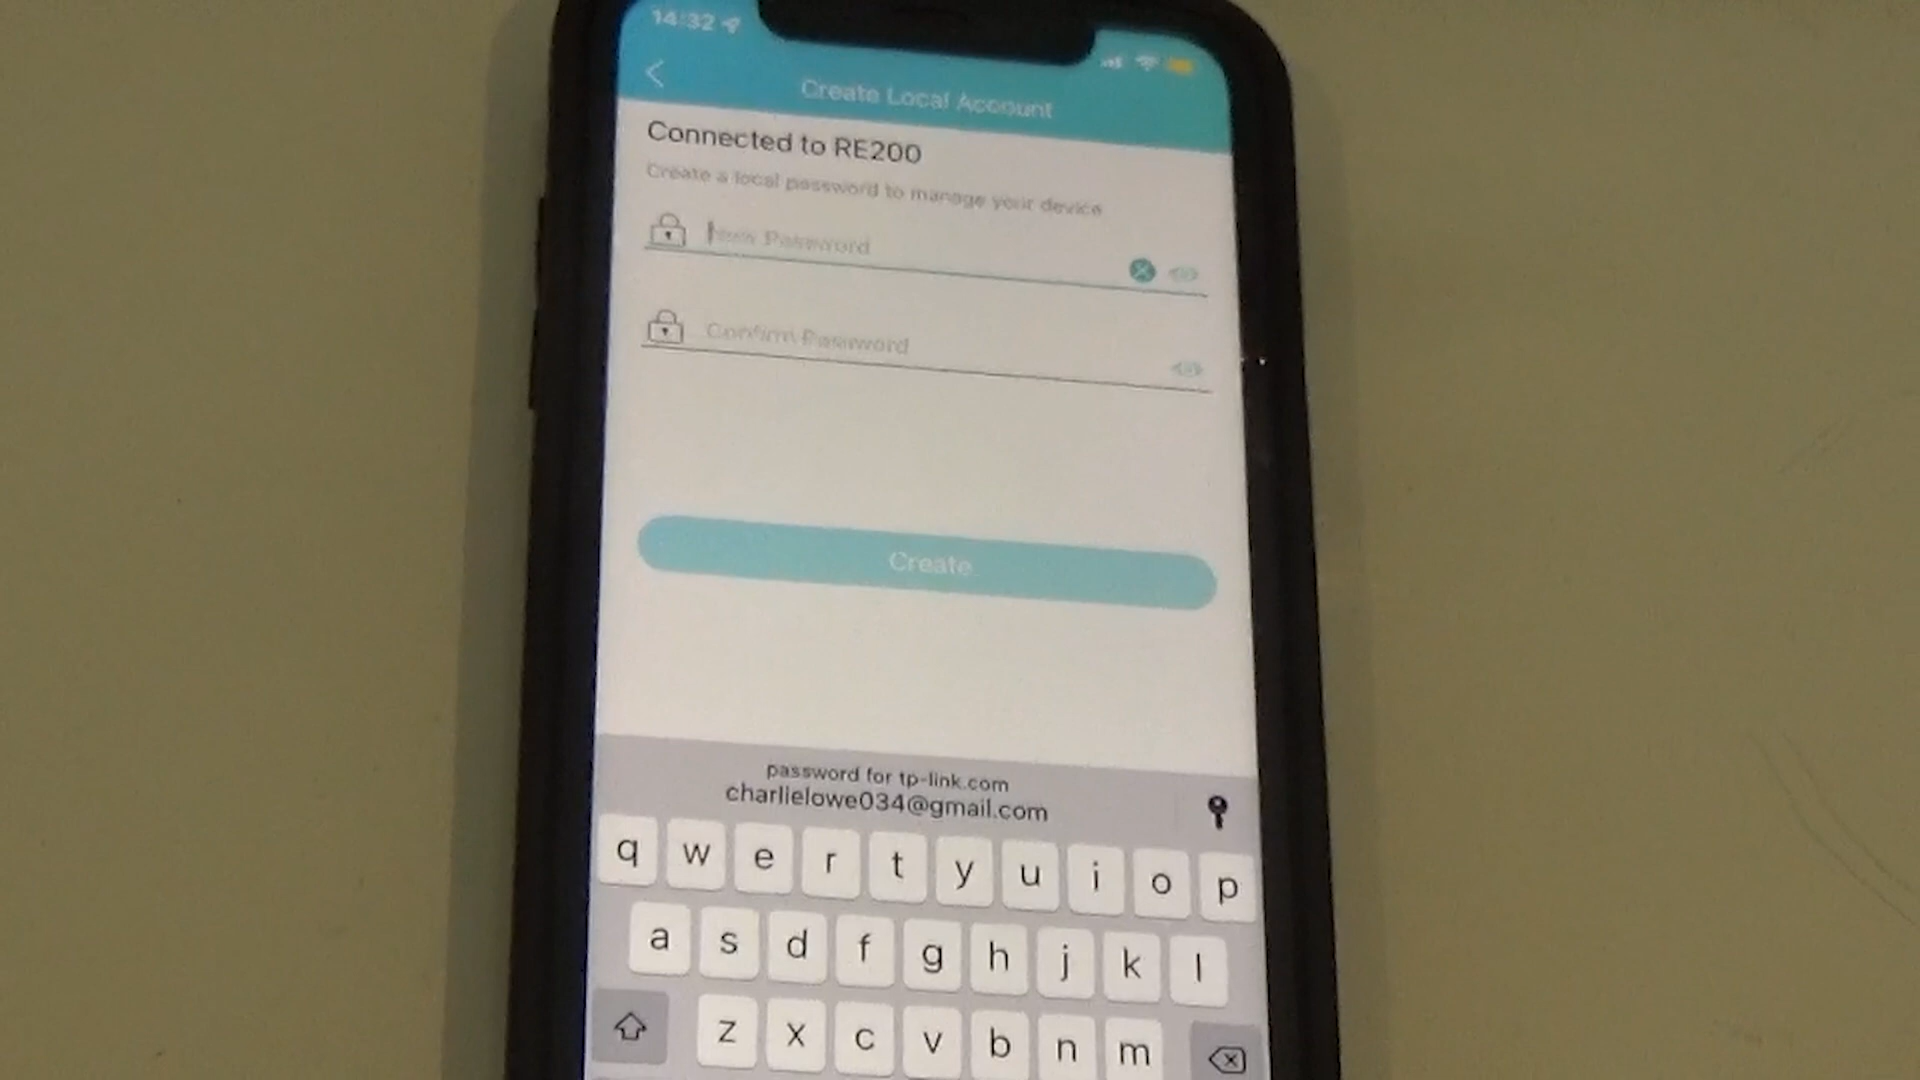 14:32
Create Local Account
Connected to RE200
Create a local password to manage your device
New Password
Confirm Password
Create
password for tp-link.com
charlielowe034@gmail.com
q w e r t y u i o p
a s d f g h j k l
z x c v b n m